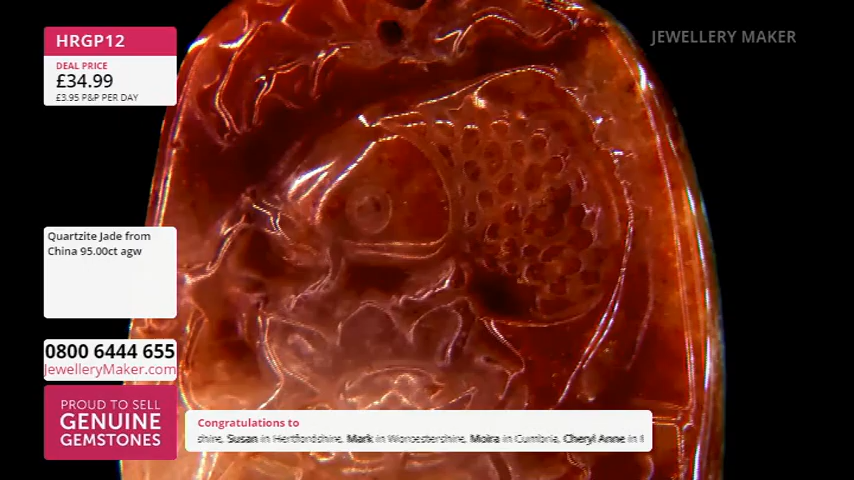 HRGP12
DEAL PRICE
£34.99
£3.95 P&P PER DAY
JEWELLERY MAKER
Quartzite Jade from
China 95.00ct agw
0800 6444 655
JewelleryMaker.com
PROUD TO SELL
GENUINE
GEMSTONES
Congratulations to
shire, Susan in Hertfordshire, Mark in Worcestershire, Moira in Cumbria, Cheryl Anne in